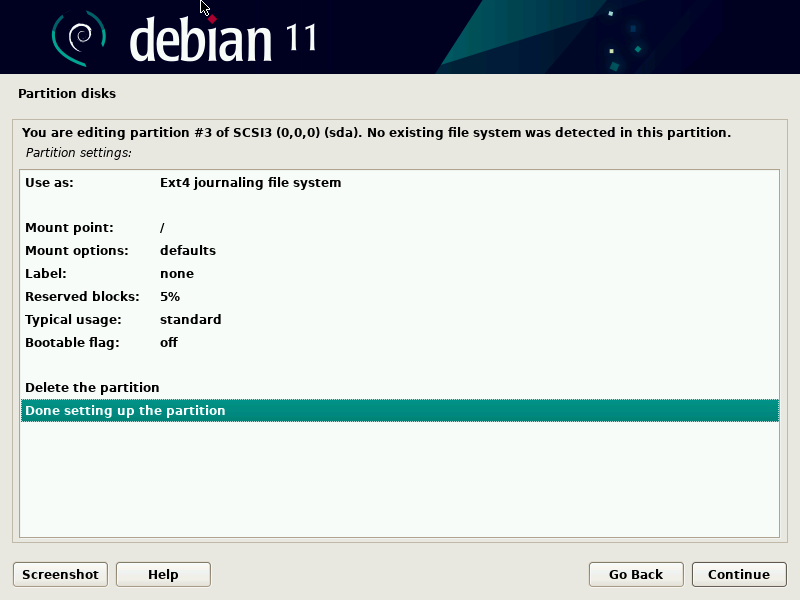 debian 11
Partition disks
You are editing partition #3 of SCSI3 (0,0,0) (sda). No existing file system was detected in this partition.
Partition settings:
Use as: Ext4 journaling file system
Mount point: /
Mount options: defaults
Label: none
Reserved blocks: 5%
Typical usage: standard
Bootable flag: off
Delete the partition
Done setting up the partition
Screenshot Help Go Back Continue